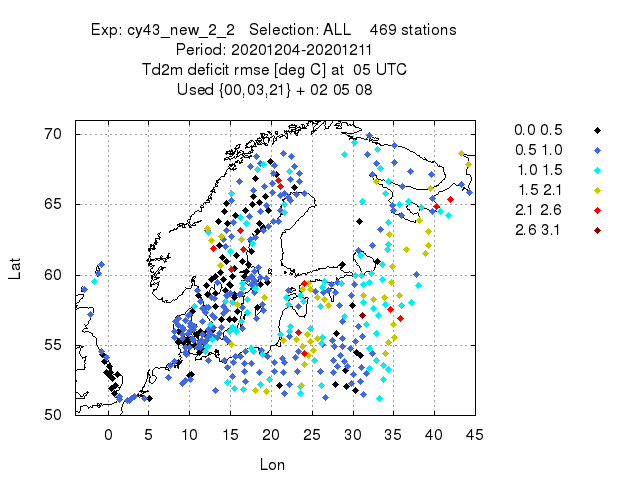 Exp: cy43_new_2_2   Selection: ALL    469 stations
Period: 20201204-20201211
Td2m deficit rmse [deg C] at  05 UTC
Used {00,03,21} + 02 05 08
0.0 0.5
0.5 1.0
1.0 1.5
1.5 2.1
2.1 2.6
2.6 3.1
70
65
60
55
50
Lat
0 5 10 15 20 25 30 35 40 45
Lon